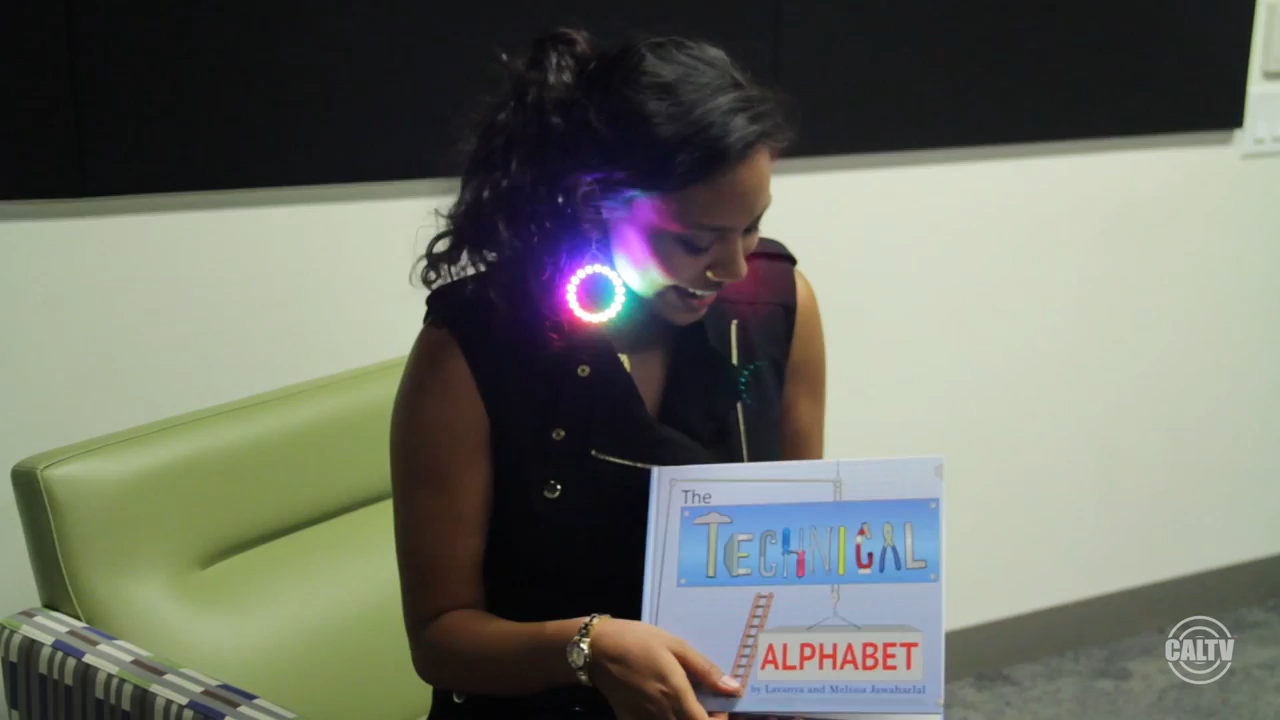 The
TECHNICAL
ALPHABET
by Lavanya and Melissa Jawaharlal
CALTV